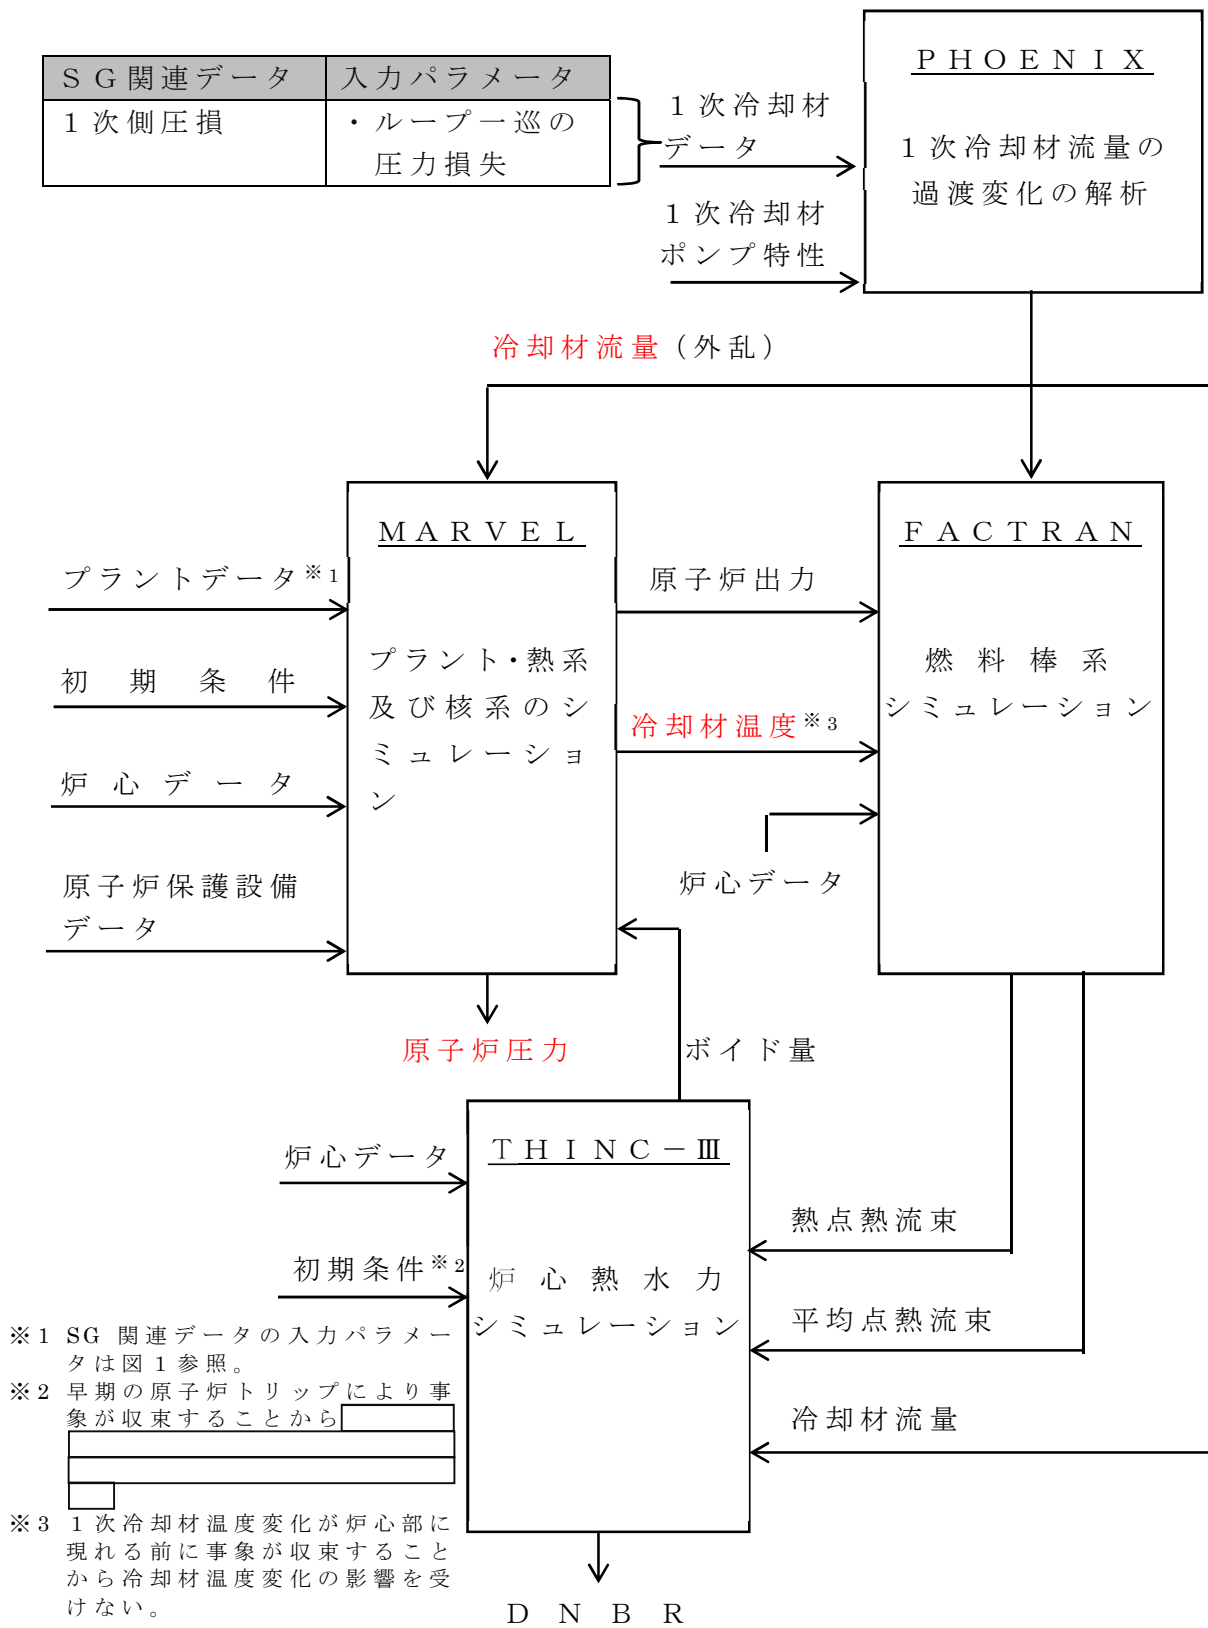 PHOENIX
1次冷却材流量の
過渡変化の解析
SG関連データ 入力パラメータ
1次側圧損 ・ループ一巡の
圧力損失
1次冷却材
データ
1次冷却材
ポンプ特性
冷却材流量(外乱)
MARVEL
プラント・熱系
及び核系のシ
ミュレーショ
ン
FACTRAN
燃料棒系
シミュレーション
プラントデータ※1
初期条件
炉心データ
原子炉保護設備
データ
原子炉出力
冷却材温度※3
炉心データ
原子炉圧力
ボイド量
THINC-Ⅲ
炉心熱水力
シミュレーション
炉心データ
初期条件※2
熱点熱流束
平均点熱流束
冷却材流量
※1 SG 関連データの入力パラメー
タは図1参照。
※2 早期の原子炉トリップにより事
象が収束することから
※3 1次冷却材温度変化が炉心部に
現れる前に事象が収束すること
から冷却材温度変化の影響を受
けない。
DNBR